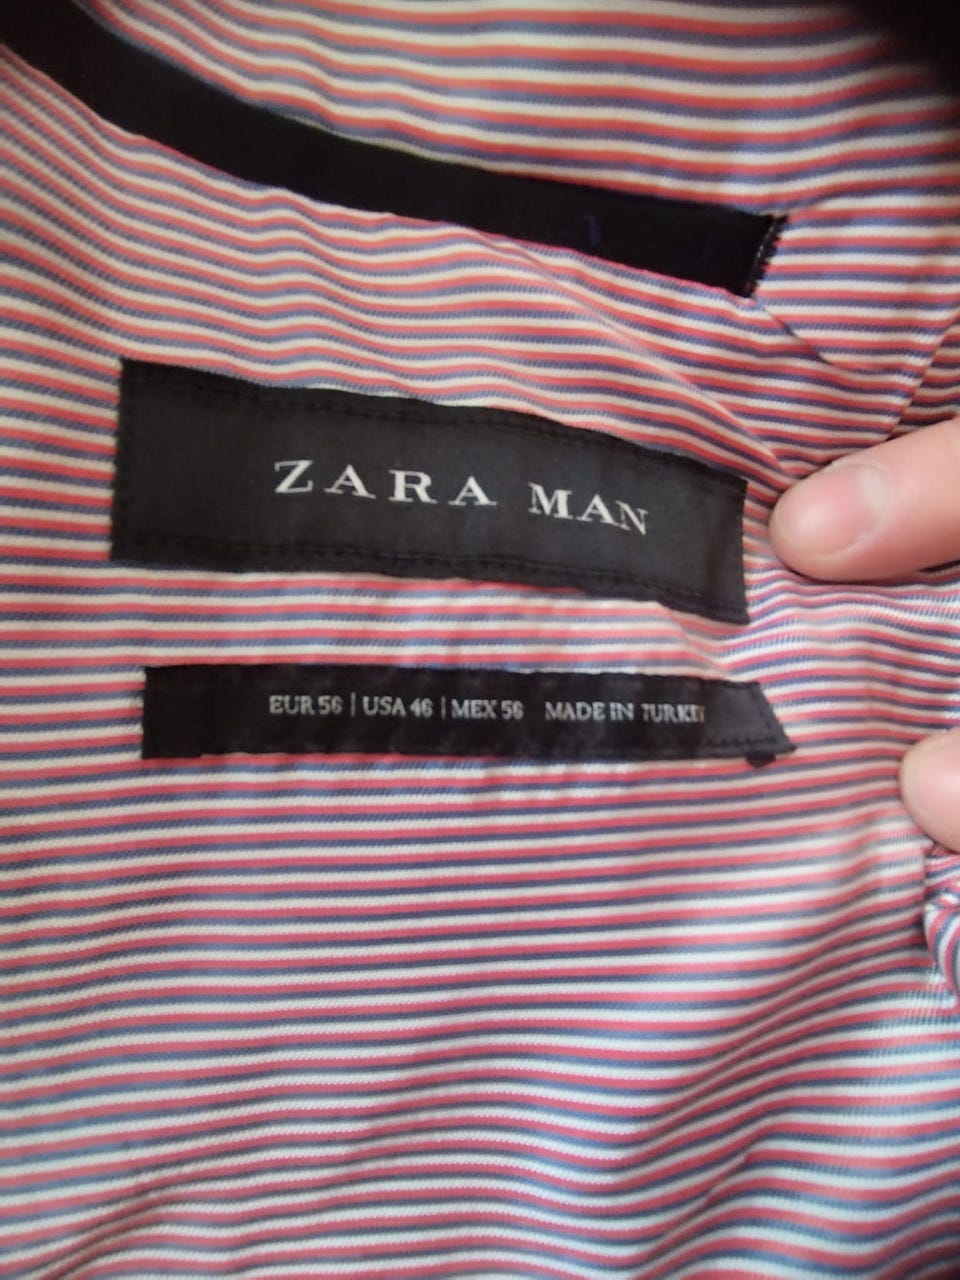 ZARA MAN
EUR 56 | USA 46 | MEX 56 MADE IN TURKEY